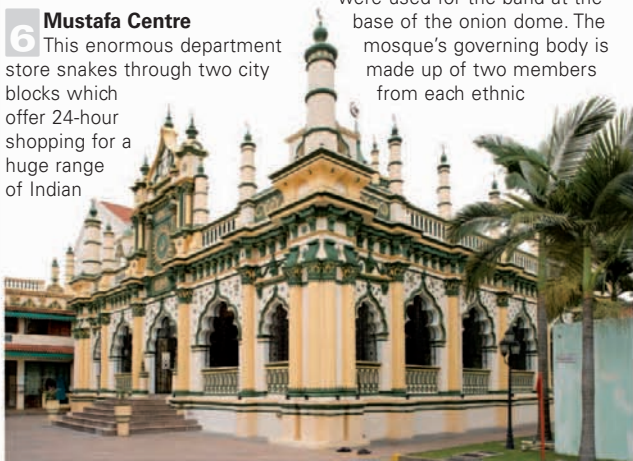 6 Mustafa Centre
This enormous department
store snakes through two city
blocks which
offer 24-hour
shopping for a
huge range
of Indian
were used for the band at the
base of the onion dome. The
mosque's governing body is
made up of two members
from each ethnic